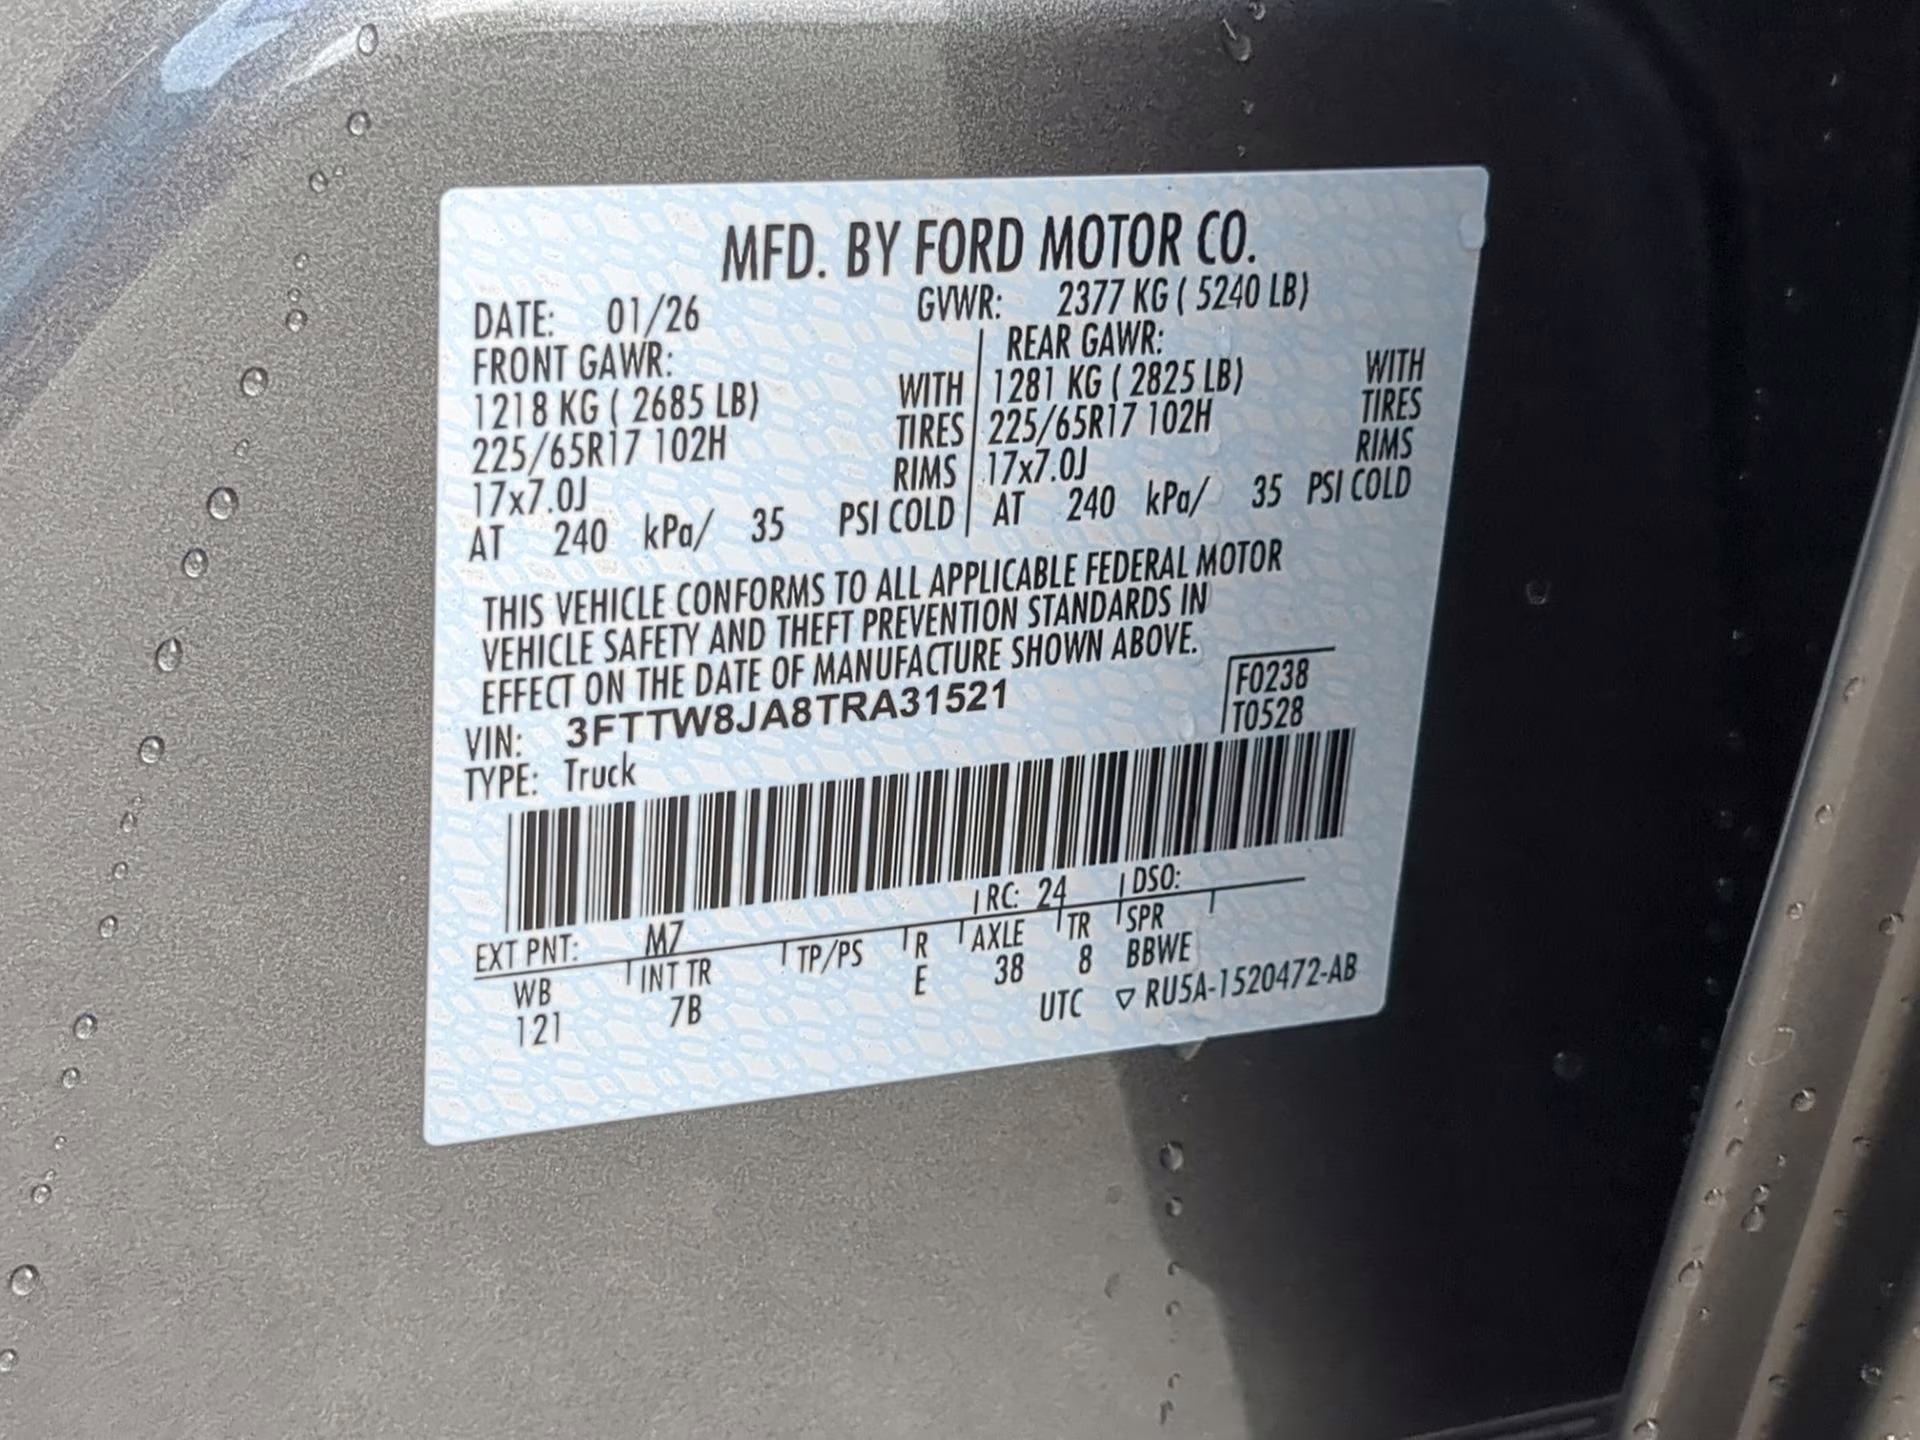 MFD. BY FORD MOTOR CO.
DATE: 01/26 GVWR: 2377 KG ( 5240 LB)
FRONT GAWR: REAR GAWR:
1218 KG ( 2685 LB) WITH 1281 KG ( 2825 LB) WITH
225/65R17 102H TIRES 225/65R17 102H TIRES
17x7.0J RIMS 17x7.0J RIMS
AT 240 kPa/ 35 PSI COLD AT 240 kPa/ 35 PSI COLD
THIS VEHICLE CONFORMS TO ALL APPLICABLE FEDERAL MOTOR
VEHICLE SAFETY AND THEFT PREVENTION STANDARDS IN
EFFECT ON THE DATE OF MANUFACTURE SHOWN ABOVE.
VIN: 3FTTW8JA8TRA31521 F0238
TYPE: Truck T0528
EXT PNT: M7 RC: 24 DSO:
WB INT TR TP/PS R AXLE TR SPR
121 7B E 38 8 BBWE
UTC ▽ RU5A-1520472-AB